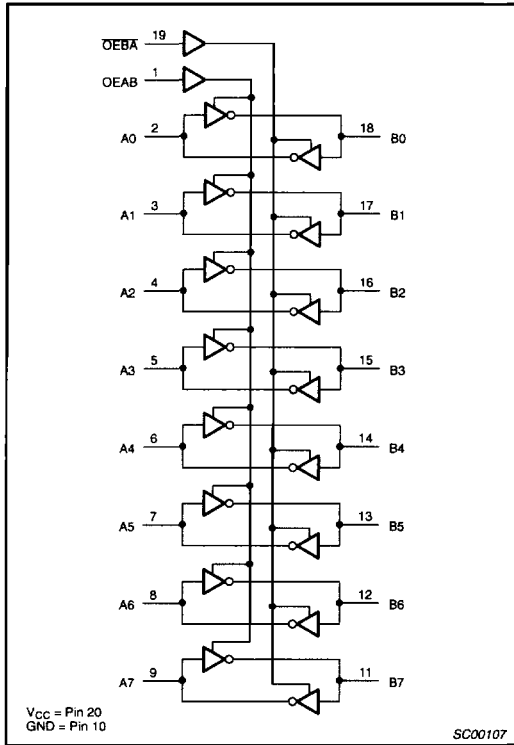 O̅E̅B̅A̅ 19
OEAB 1
A0 2 18 B0
A1 3 17 B1
A2 4 16 B2
A3 5 15 B3
A4 6 14 B4
A5 7 13 B5
A6 8 12 B6
A7 9 11 B7
VCC = Pin 20
GND = Pin 10
SC00107